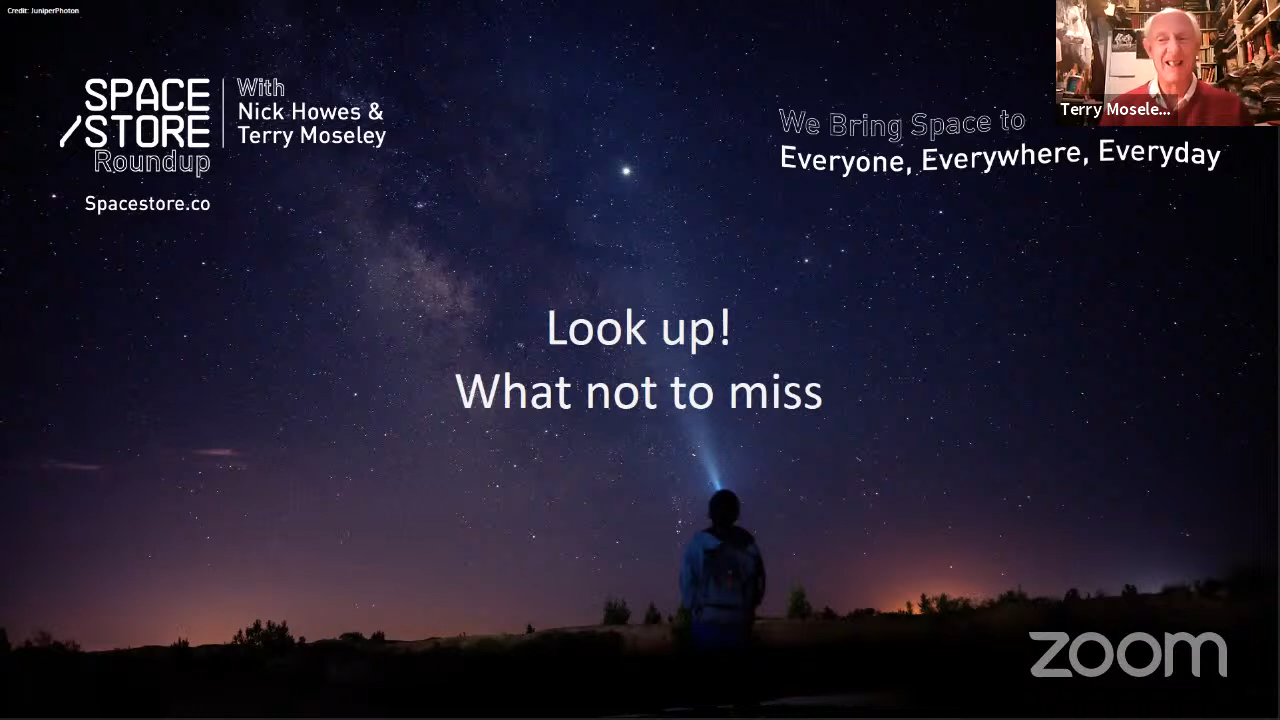 Credit: JuniperPhoton
SPACE
/STORE
Roundup
With
Nick Howes &
Terry Moseley
Spacestore.co
We Bring Space to
Everyone, Everywhere, Everyday
Terry Mosele...
Look up!
What not to miss
zoom